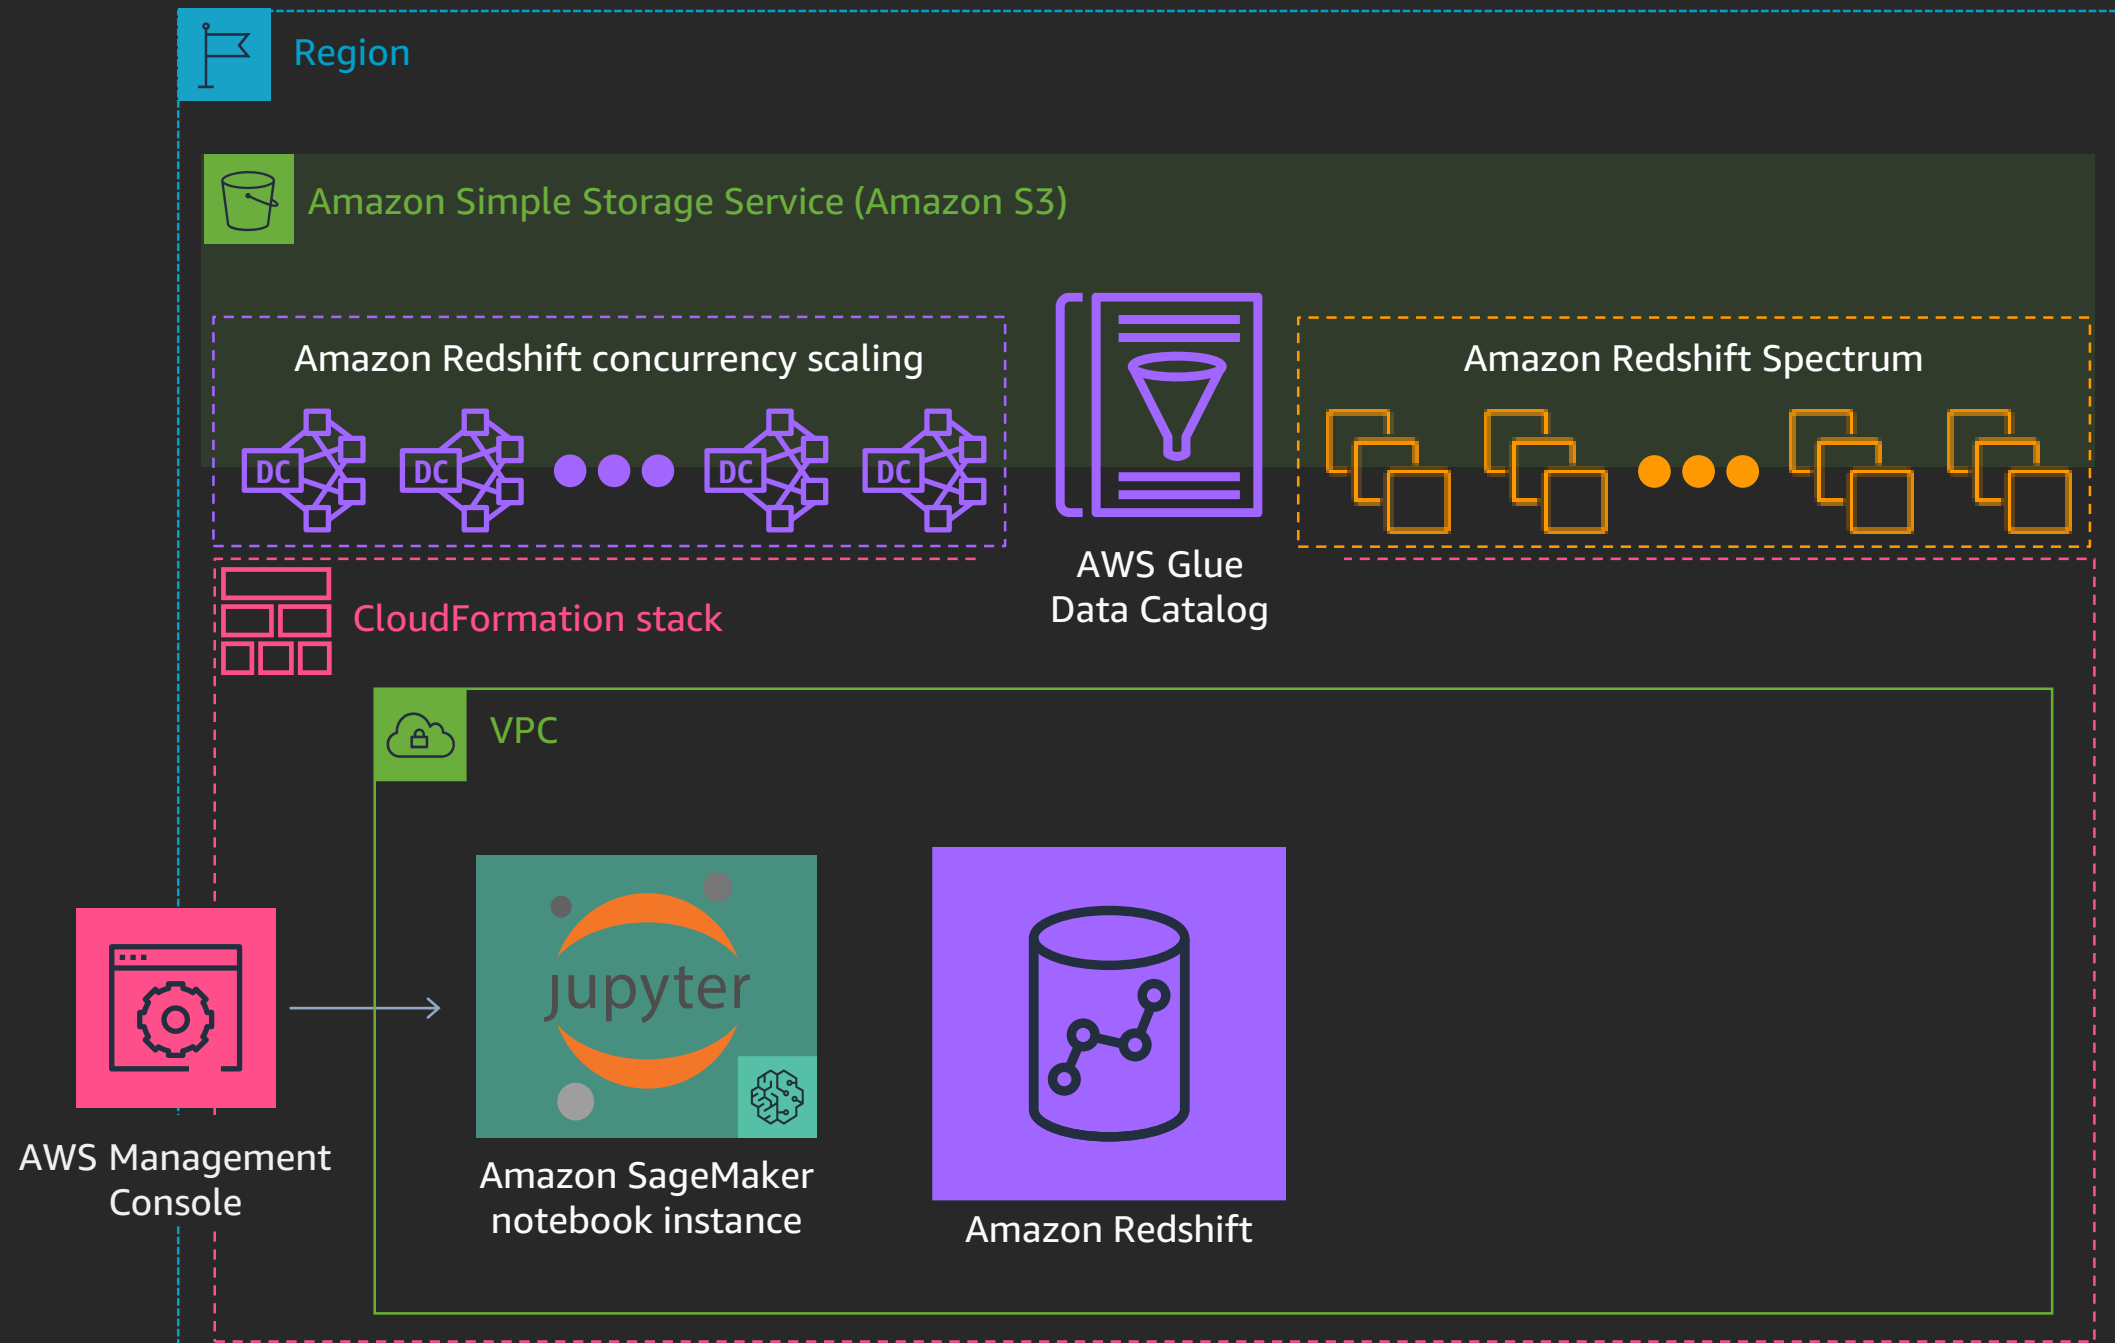 Region
Amazon Simple Storage Service (Amazon S3)
Amazon Redshift concurrency scaling
Amazon Redshift Spectrum
DC
DC
DC
DC
AWS Glue
Data Catalog
CloudFormation stack
VPC
jupyter
AWS Management
Console
Amazon SageMaker
notebook instance
Amazon Redshift